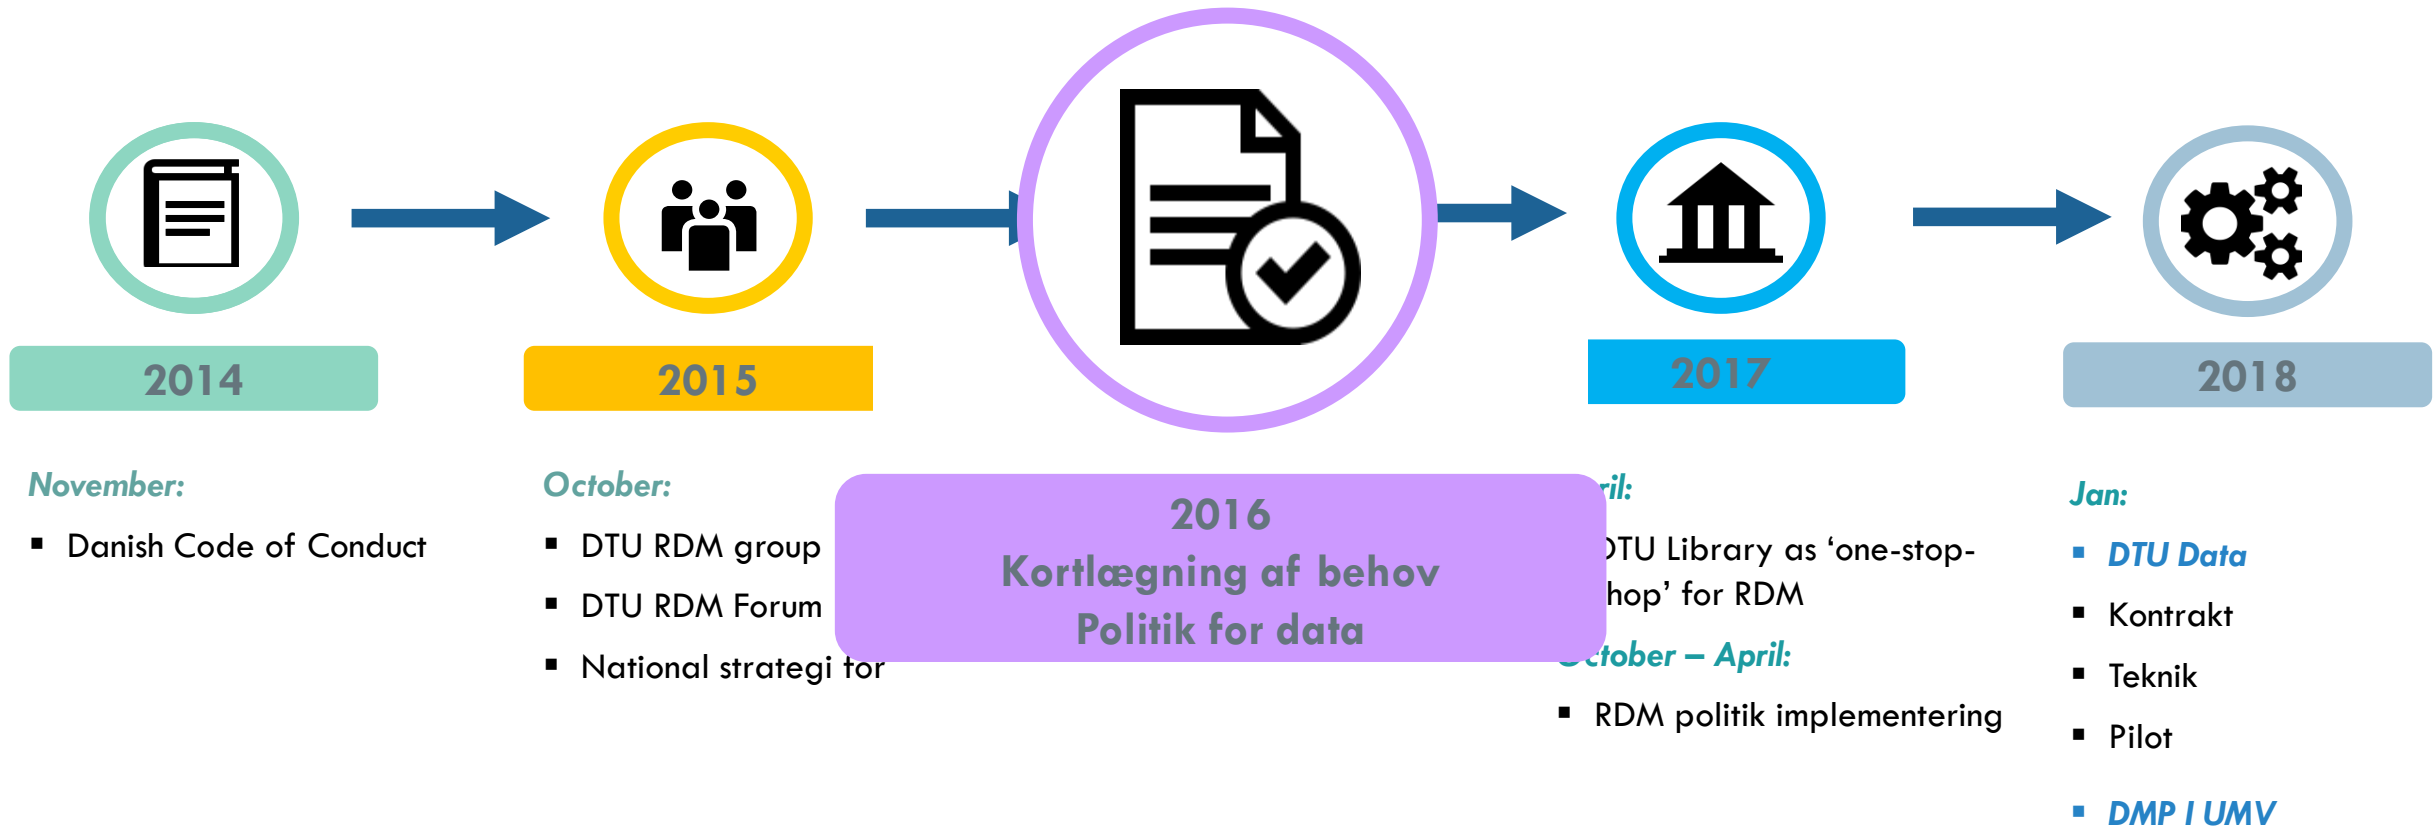 2014
November:
Danish Code of Conduct
2015
October:
DTU RDM group
DTU RDM Forum
National strategi for
2016
Kortlægning af behov
Politik for data
2017
DTU Library as ‘one-stop-
hop’ for RDM
October – April:
RDM politik implementering
2018
Jan:
DTU Data
Kontrakt
Teknik
Pilot
DMP I UMV